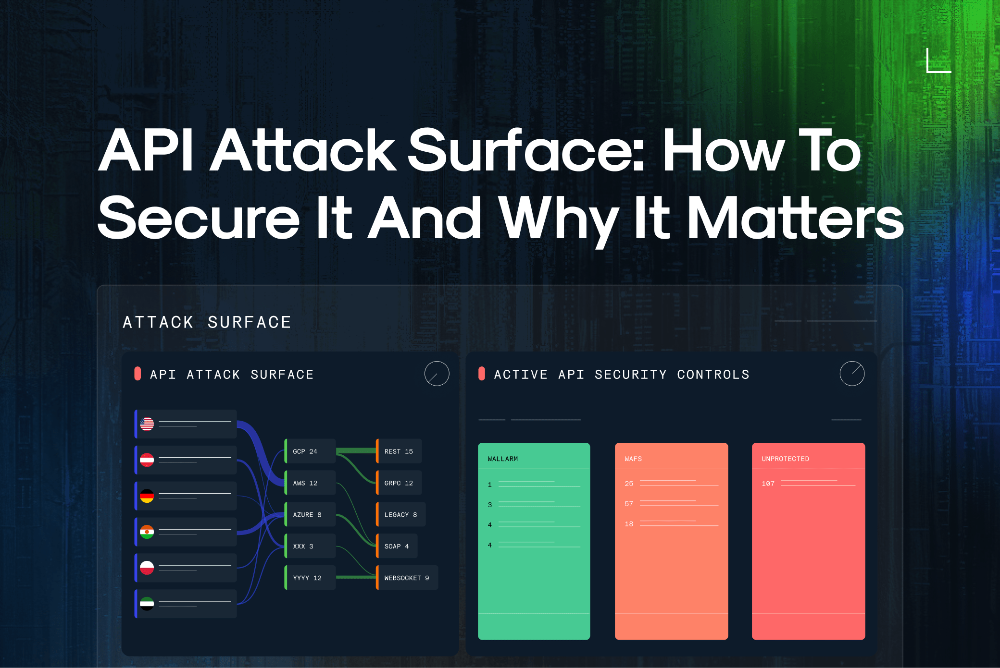 API Attack Surface: How To
Secure It And Why It Matters
ATTACK SURFACE
API ATTACK SURFACE
GCP 24
AWS 12
AZURE 8
XXX 3
YYYY 12
REST 15
GRPC 12
LEGACY 8
SOAP 4
WEBSOCKET 9
ACTIVE API SECURITY CONTROLS
WALLARM
1
3
4
4
WAFS
25
57
18
UNPROTECTED
107